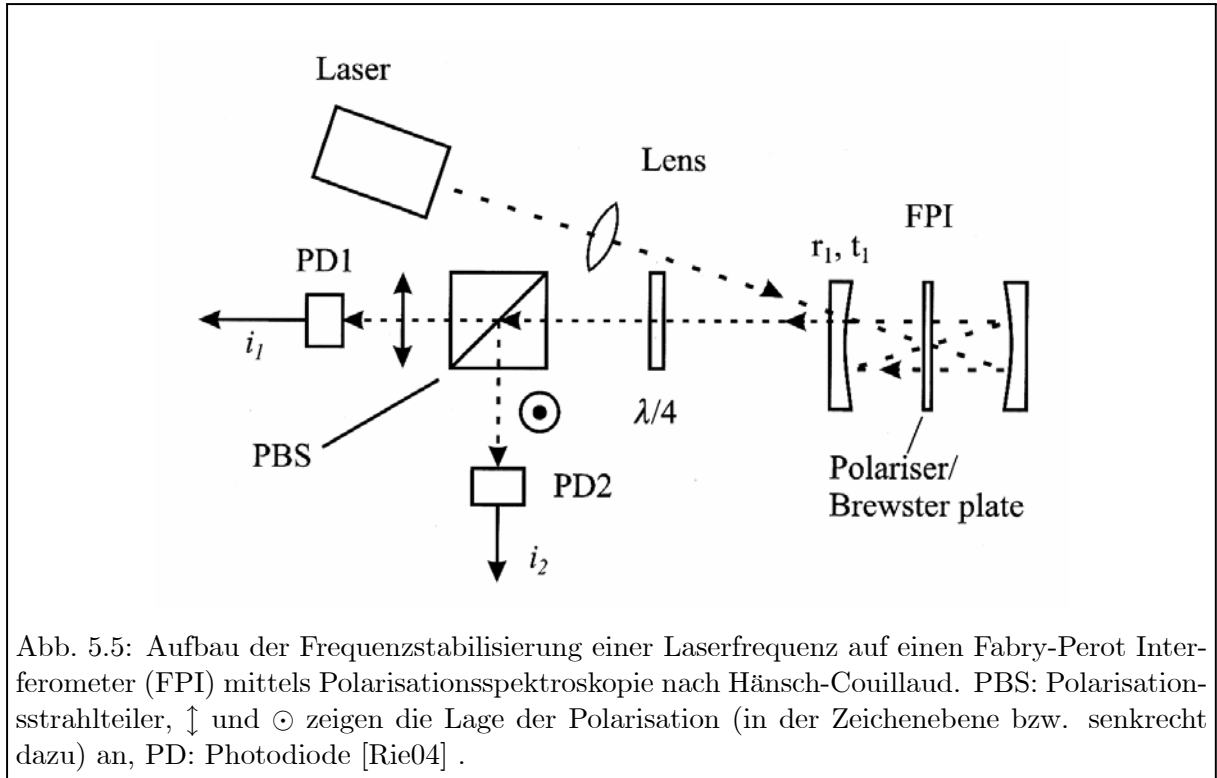 Laser
Lens
FPI
r₁, t₁
PD1
i₁
λ/4
PBS
PD2
Polariser/
Brewster plate
i₂
Abb. 5.5: Aufbau der Frequenzstabilisierung einer Laserfrequenz auf einen Fabry-Perot Inter-
ferometer (FPI) mittels Polarisationsspektroskopie nach Hänsch-Couillaud. PBS: Polarisation-
sstrahlteiler, ↕ und ⊙ zeigen die Lage der Polarisation (in der Zeichenebene bzw. senkrecht
dazu) an, PD: Photodiode [Rie04] .